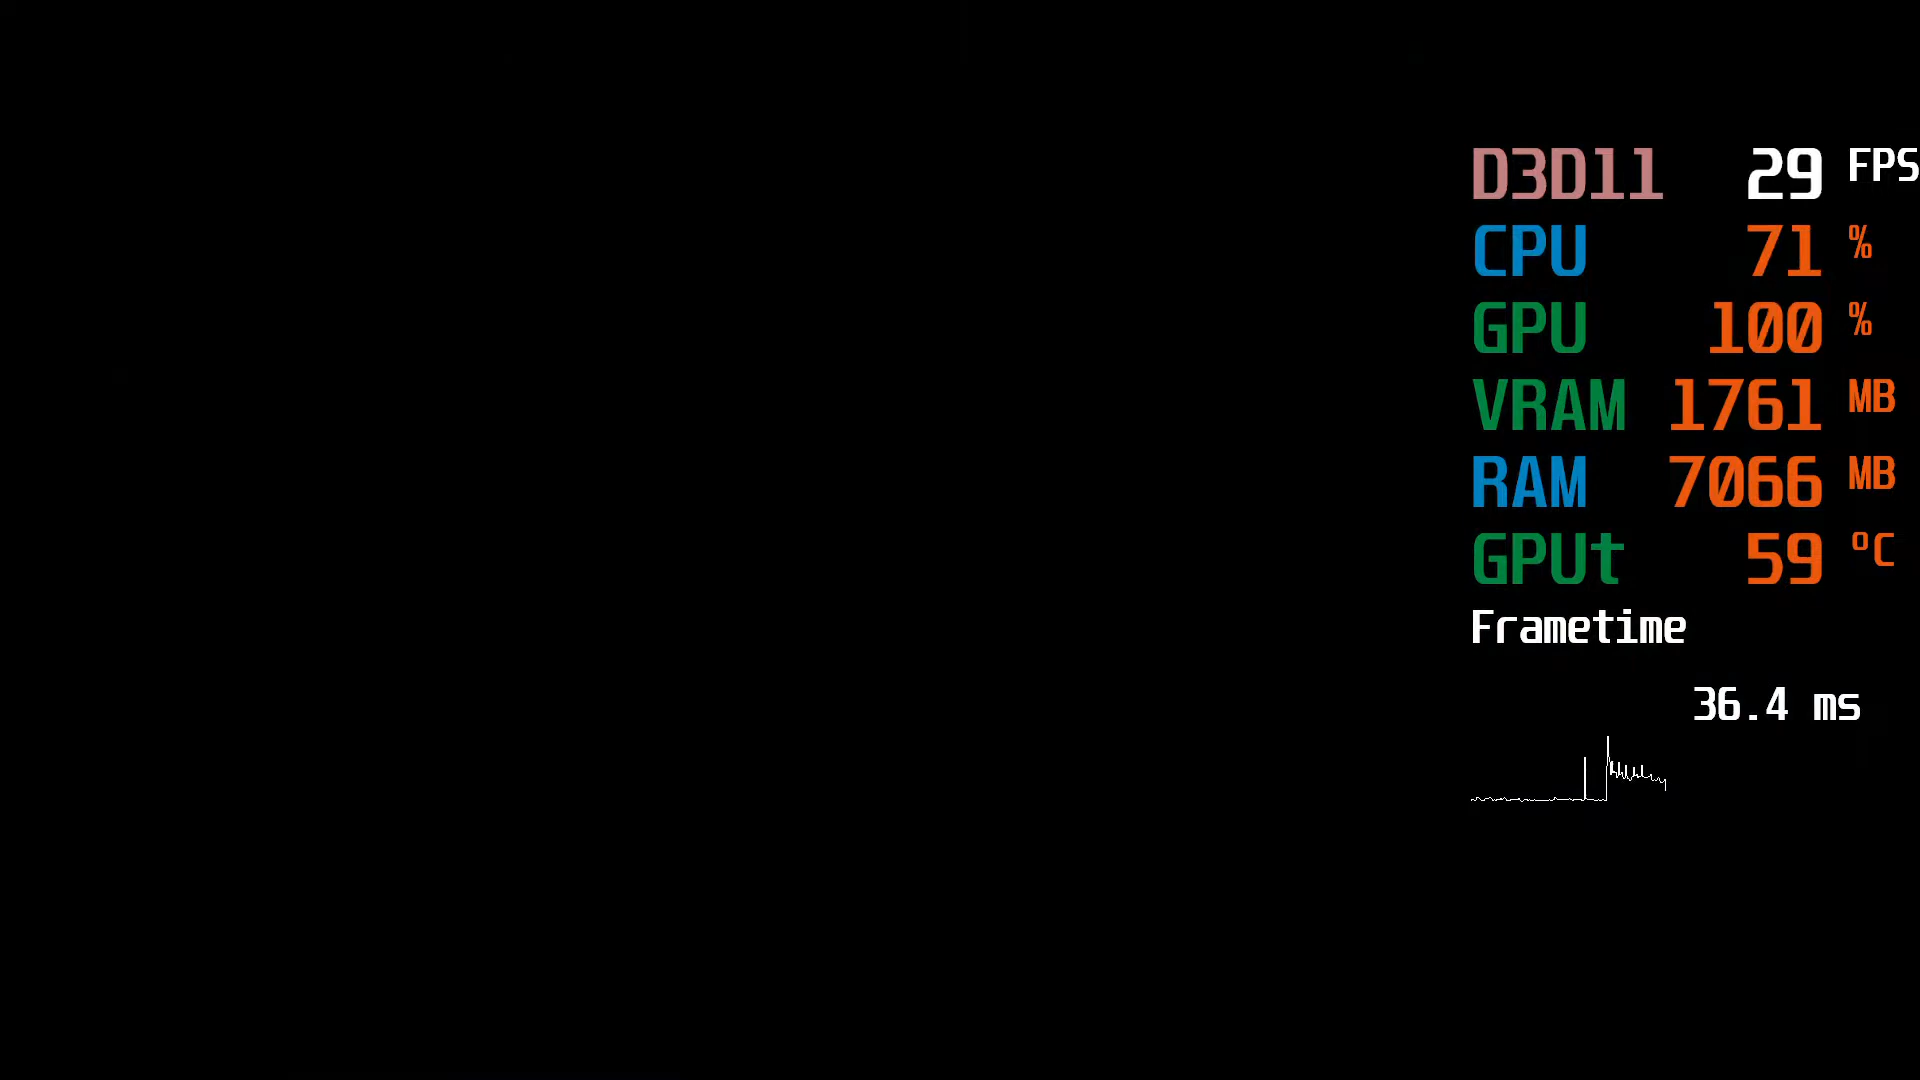 D3D11 29 FPS
CPU 71 %
GPU 100 %
VRAM 1761 MB
RAM 7066 MB
GPUt 59 °C
Frametime
36.4 ms